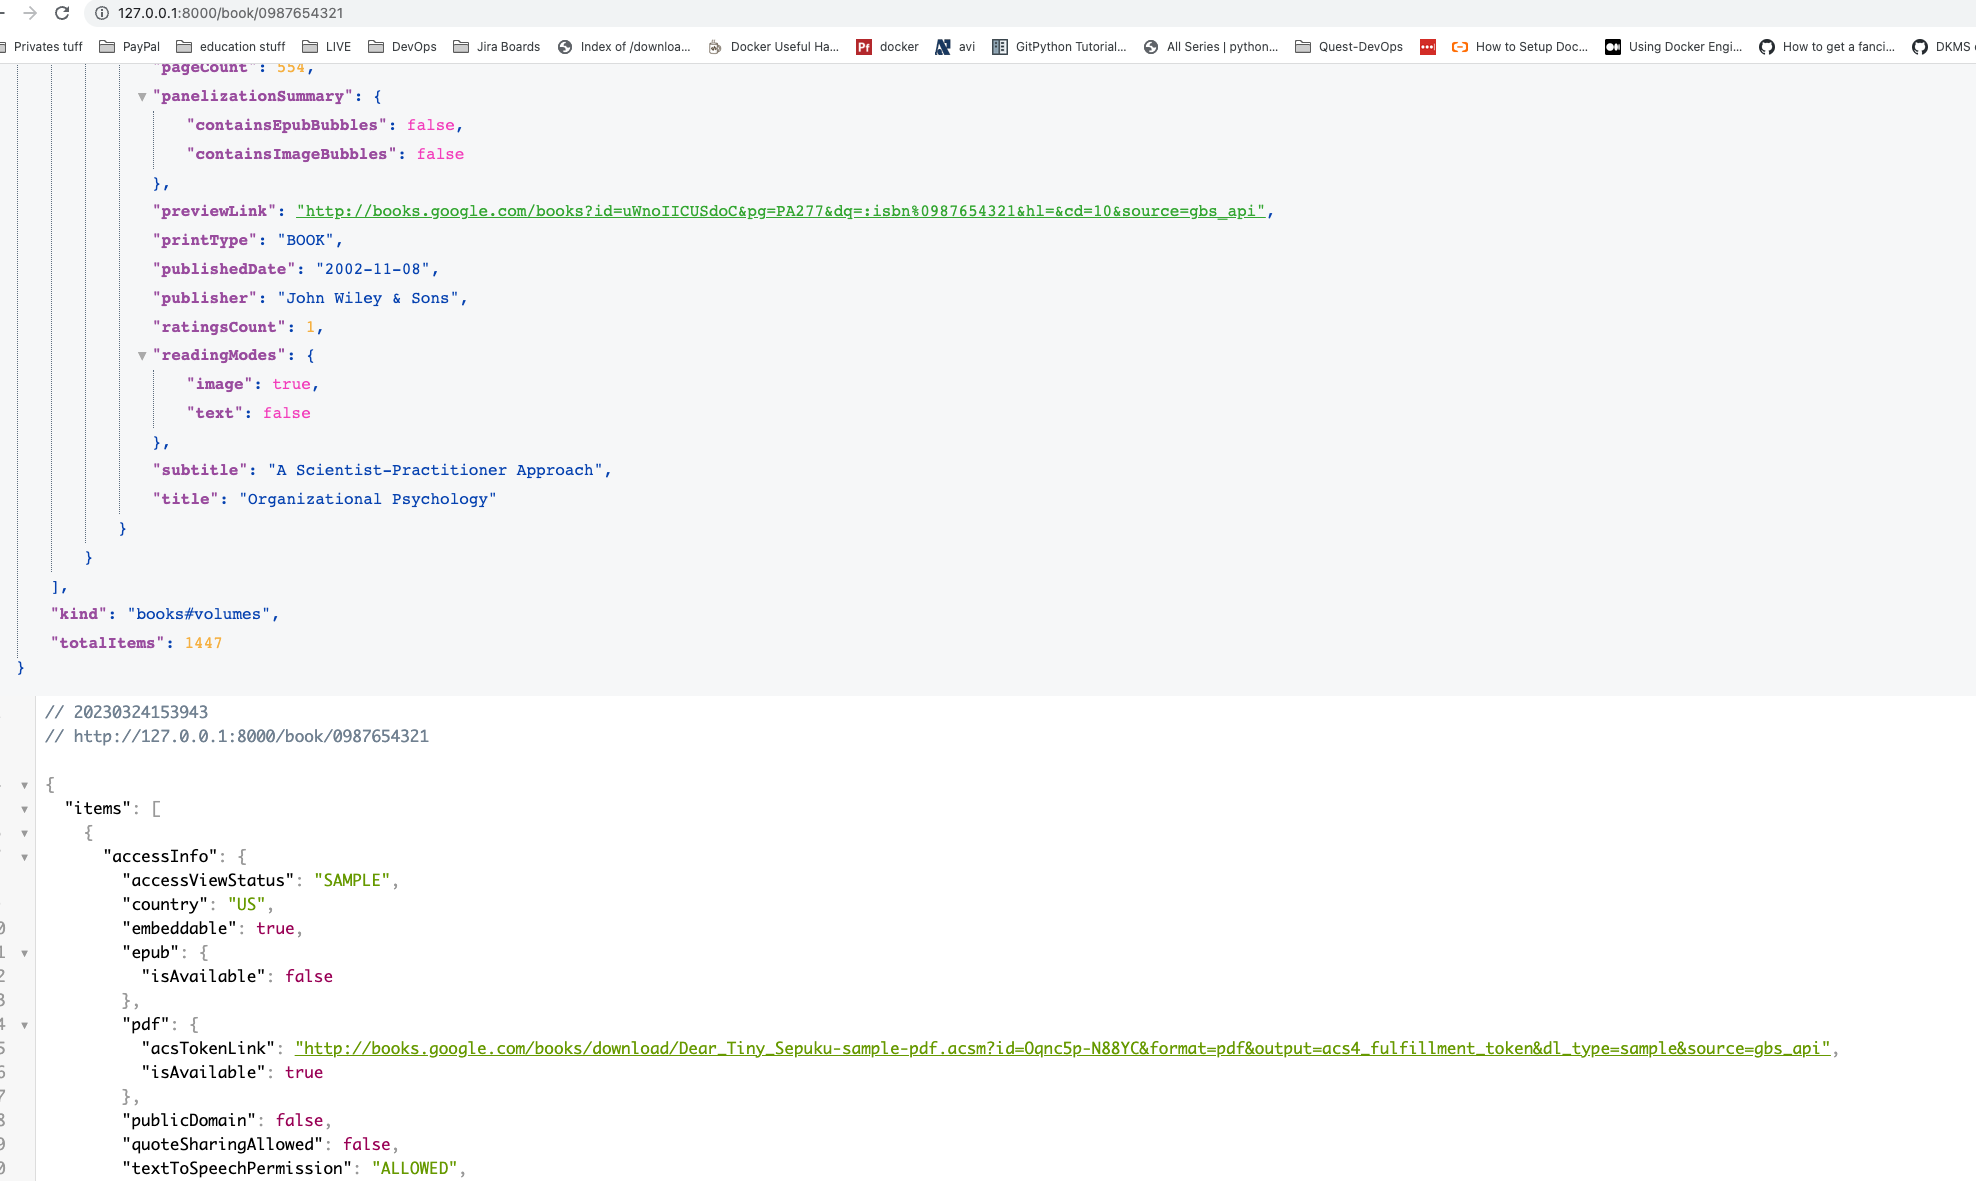 127.0.0.1:8000/book/0987654321
Privates tuff PayPal education stuff LIVE DevOps Jira Boards Index of /downloa... Docker Useful Ha... docker avi GitPython Tutorial... All Series | python... Quest-DevOps How to Setup Doc... Using Docker Engi... How to get a fanci... DKMS
"pageCount": 554,
"panelizationSummary": {
"containsEpubBubbles": false,
"containsImageBubbles": false
},
"previewLink": "http://books.google.com/books?id=uWnoIICUSdoC&pg=PA277&dq=:isbn%0987654321&hl=&cd=10&source=gbs_api",
"printType": "BOOK",
"publishedDate": "2002-11-08",
"publisher": "John Wiley & Sons",
"ratingsCount": 1,
"readingModes": {
"image": true,
"text": false
},
"subtitle": "A Scientist-Practitioner Approach",
"title": "Organizational Psychology"
}
}
],
"kind": "books#volumes",
"totalItems": 1447
}
// 20230324153943
// http://127.0.0.1:8000/book/0987654321
{
"items": [
{
"accessInfo": {
"accessViewStatus": "SAMPLE",
"country": "US",
"embeddable": true,
"epub": {
"isAvailable": false
},
"pdf": {
"acsTokenLink": "http://books.google.com/books/download/Dear_Tiny_Sepuku-sample-pdf.acsm?id=Oqnc5p-N88YC&format=pdf&output=acs4_fulfillment_token&dl_type=sample&source=gbs_api",
"isAvailable": true
},
"publicDomain": false,
"quoteSharingAllowed": false,
"textToSpeechPermission": "ALLOWED",